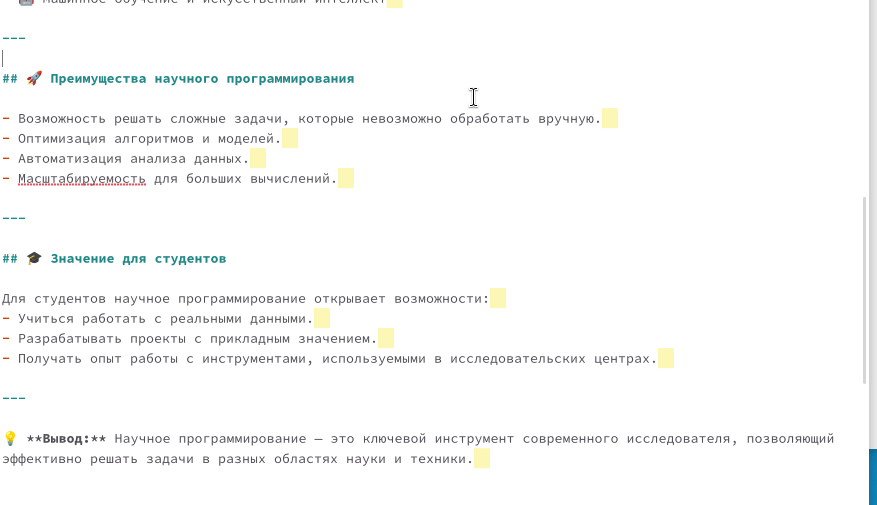 🤖 Машинное обучение и искусственный интеллект
---
## 🚀 Преимущества научного программирования
- Возможность решать сложные задачи, которые невозможно обработать вручную.
- Оптимизация алгоритмов и моделей.
- Автоматизация анализа данных.
- Масштабируемость для больших вычислений.
---
## 🎓 Значение для студентов
Для студентов научное программирование открывает возможности:
- Учиться работать с реальными данными.
- Разрабатывать проекты с прикладным значением.
- Получать опыт работы с инструментами, используемыми в исследовательских центрах.
---
💡 **Вывод:** Научное программирование — это ключевой инструмент современного исследователя, позволяющий
эффективно решать задачи в разных областях науки и техники.